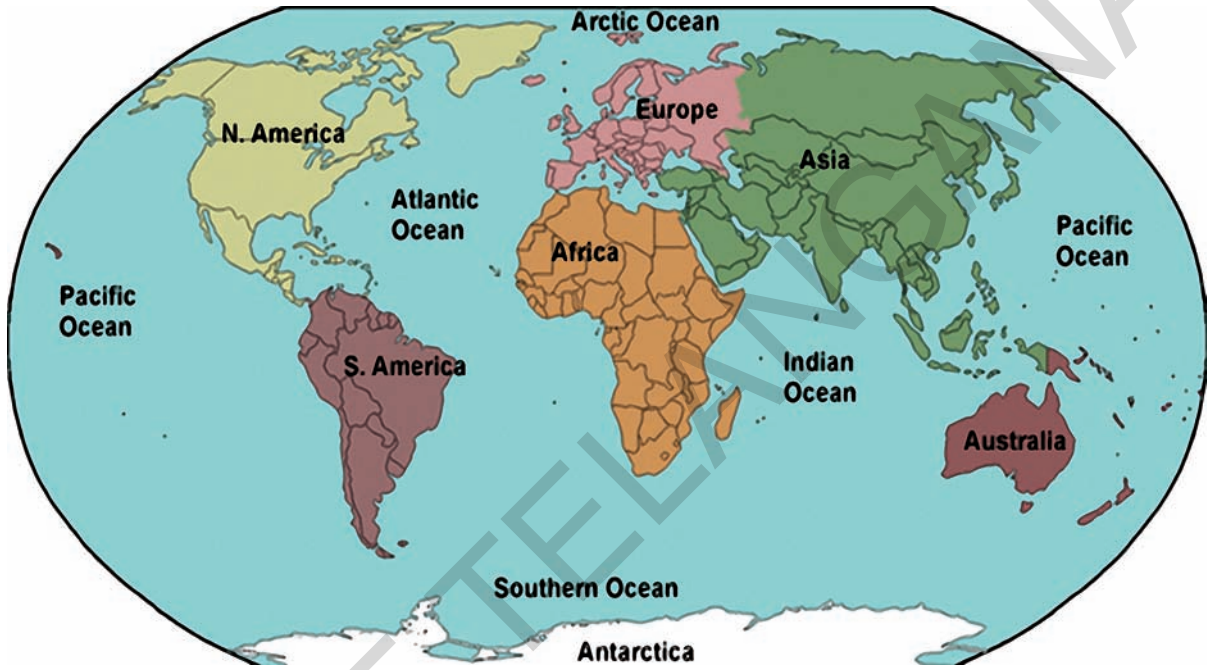 Arctic Ocean
Europe
N. America
Asia
Atlantic
Ocean
Pacific
Ocean
Africa
Pacific
Ocean
Indian
Ocean
S. America
Australia
Southern Ocean
Antarctica
TELANGANA